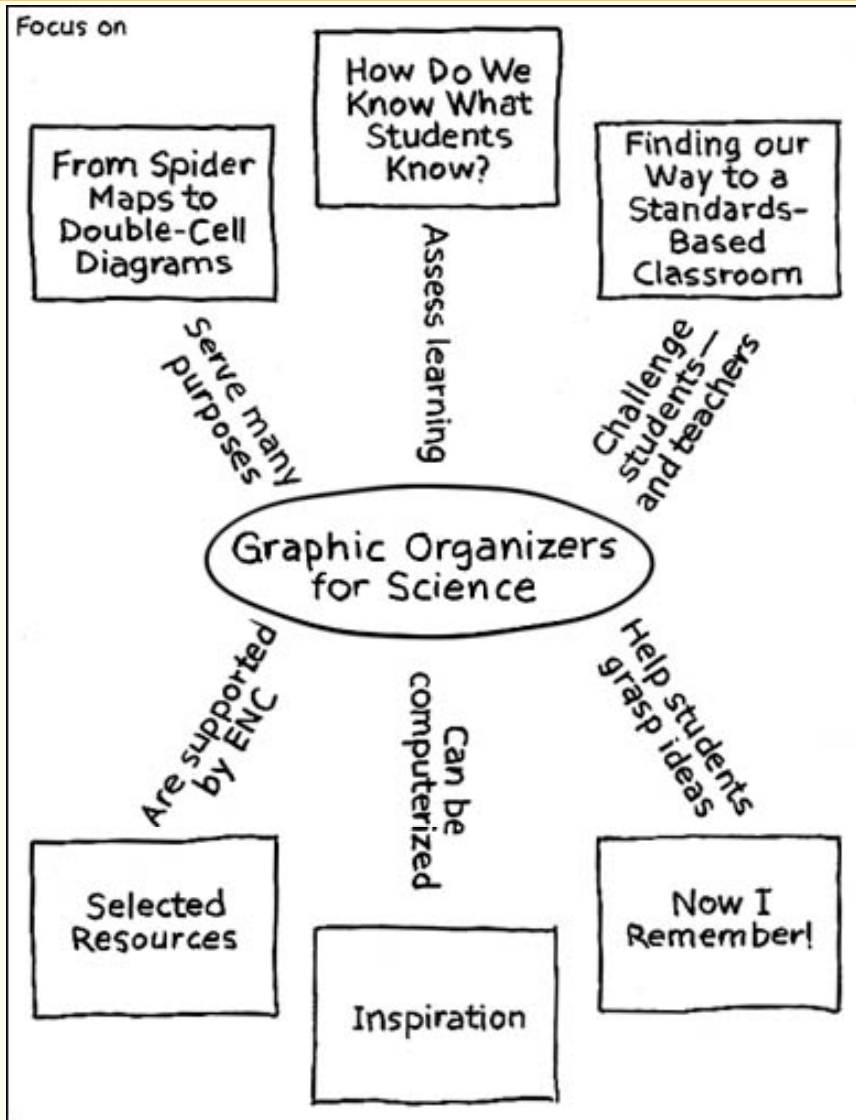 Focus on
How Do We
Know What
Students
Know?
From Spider
Maps to
Double-Cell
Diagrams
Finding our
Way to a
Standards-
Based
Classroom
Serve many
purposes
Assess learning
Challenge
students—
and teachers
Graphic Organizers
for Science
Are supported
by ENC
Can be
computerized
Help students
grasp ideas
Selected
Resources
Inspiration
Now I
Remember!